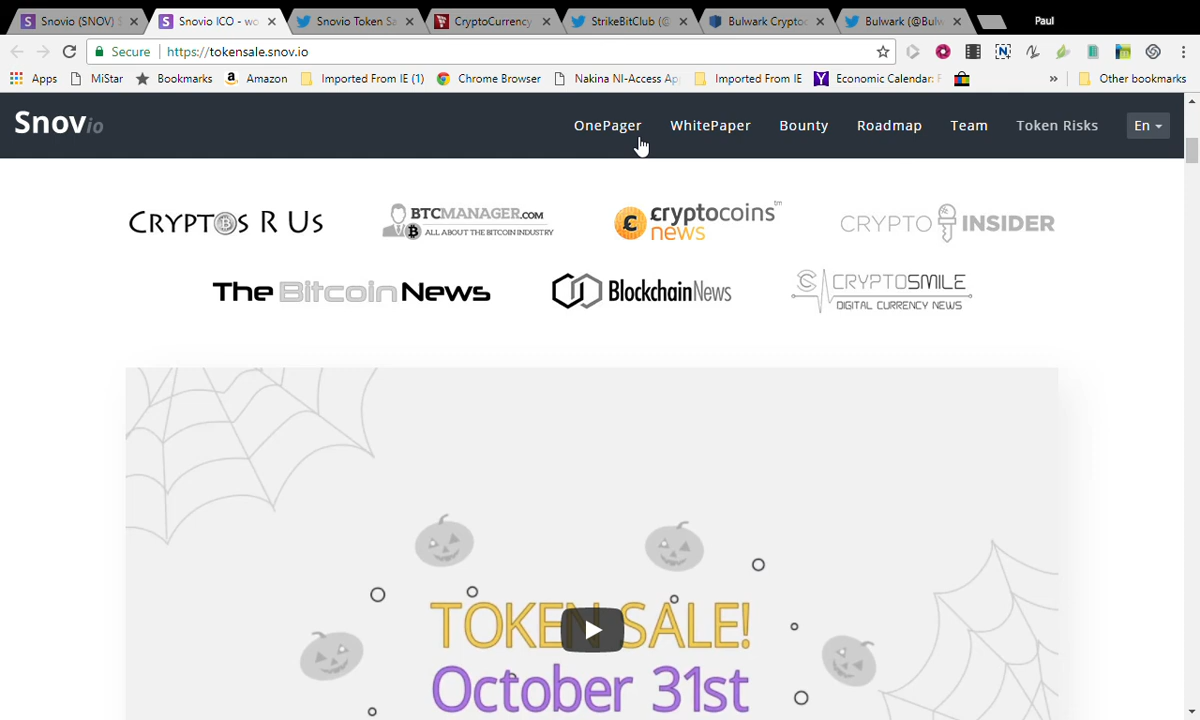 Snovio (SNOV) S
Snovio ICO - wo
Snovio Token Sa
CryptoCurrency
StrikeBitClub (@
Bulwark Cryptoc
Bulwark (@Bulw
Paul
Secure
https://tokensale.snov.io
Apps
MiStar
Bookmarks
Amazon
Imported From IE (1)
Chrome Browser
Nakina NI-Access Ap
Imported From IE
Economic Calendar: F
»
Other bookmarks
Snovio
OnePager
WhitePaper
Bounty
Roadmap
Team
Token Risks
En
CRYPTOS R US
BTCMANAGER.COM
ALL ABOUT THE BITCOIN INDUSTRY
cryptocoins™
news
CRYPTO INSIDER
The Bitcoin News
BlockchainNews
CRYPTOSMILE
DIGITAL CURRENCY NEWS
TOKEN SALE!
October 31st